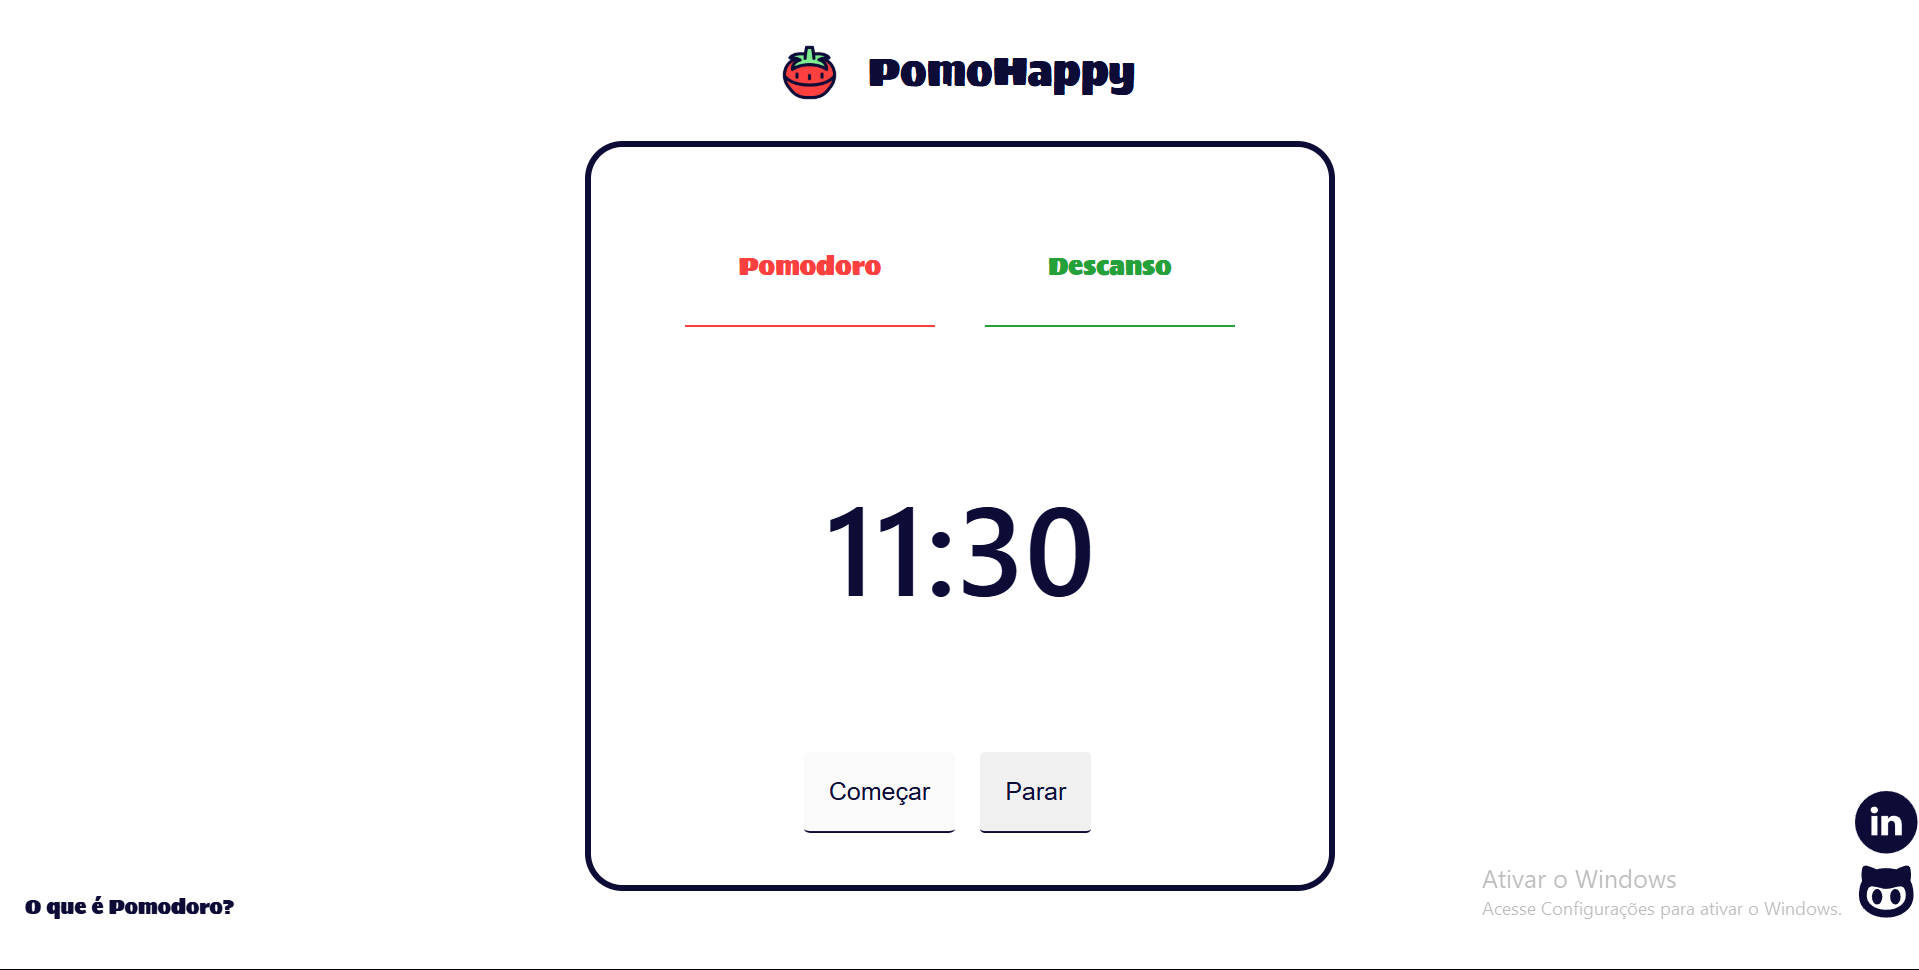 PomoHappy
Pomodoro
Descanso
11:30
Começar
Parar
in
Ativar o Windows
Acesse Configurações para ativar o Windows.
O que é Pomodoro?